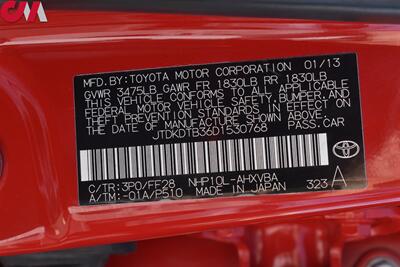 CMA
MFD. BY: TOYOTA MOTOR CORPORATION 01/13
GVWR 3475LB GAWR FR 1830LB RR 1830LB
THIS VEHICLE CONFORMS TO ALL APPLICABLE
FEDERAL MOTOR VEHICLE SAFETY, BUMPER, AND
THEFT PREVENTION STANDARDS IN EFFECT ON
THE DATE OF MANUFACTURE SHOWN ABOVE.
JTDKDTB36D1530768 PASS.CAR
C/TR: 3P0/FF28 NHP10L-AHXVBA
A/TM: -01A/P510 MADE IN JAPAN 323 A